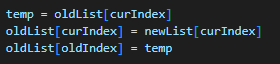 temp = oldList[curIndex]
oldList[curIndex] = newList[curIndex]
oldList[oldIndex] = temp